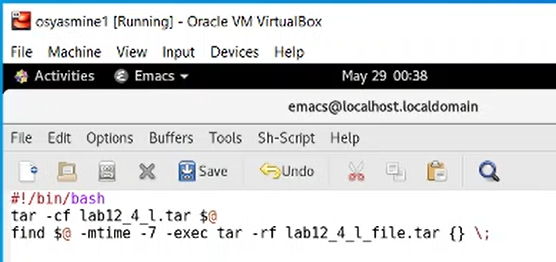 osyasmine1 [Running] - Oracle VM VirtualBox
File Machine View Input Devices Help
Activities Emacs May 29 00:38
emacs@localhost.localdomain
File Edit Options Buffers Tools Sh-Script Help
Save Undo
#!/bin/bash
tar -cf lab12_4_l.tar $@
find $@ -mtime -7 -exec tar -rf lab12_4_l_file.tar {} \;